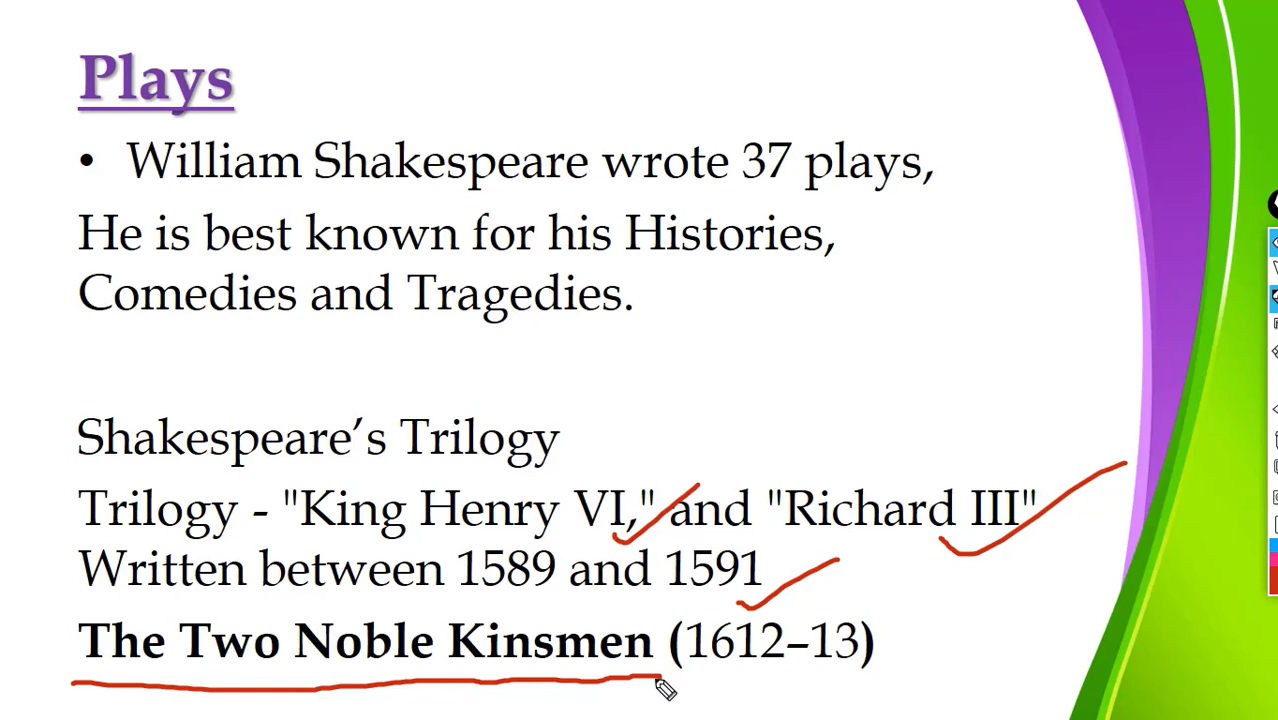 Plays
• William Shakespeare wrote 37 plays,
He is best known for his Histories,
Comedies and Tragedies.
Shakespeare’s Trilogy
Trilogy - "King Henry VI," and "Richard III"
Written between 1589 and 1591
The Two Noble Kinsmen (1612–13)